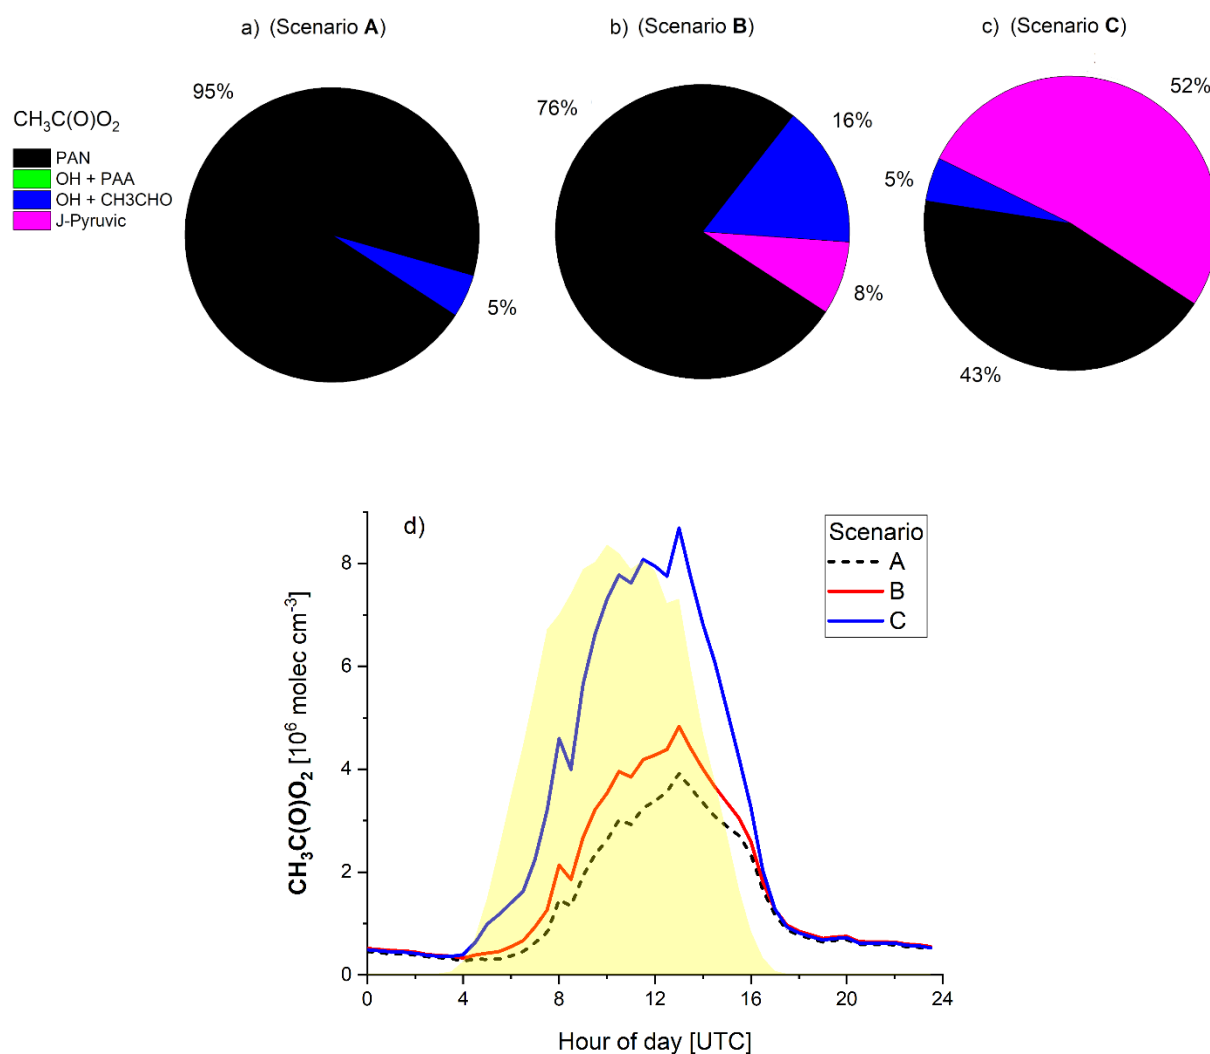 a) (Scenario A)
b) (Scenario B)
c) (Scenario C)
95%
76%
16%
52%
CH₃C(O)O₂
PAN
OH + PAA
OH + CH3CHO
J-Pyruvic
5%
8%
5%
43%
d)
Scenario
A
B
C
CH₃C(O)O₂ [10⁶ molec cm⁻³]
8
6
4
2
0
0
4
8
12
16
20
24
Hour of day [UTC]